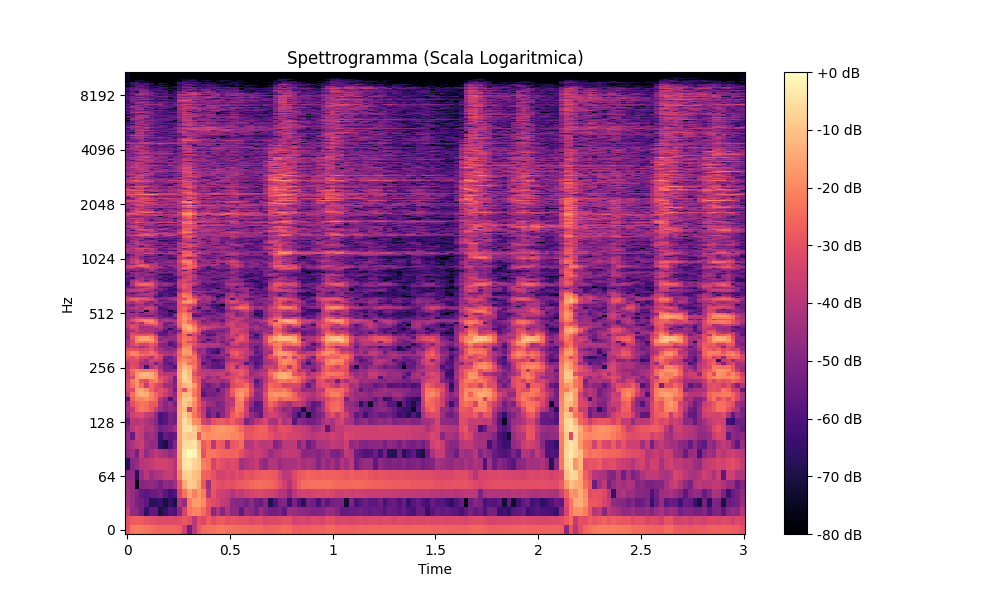 Spettrogramma (Scala Logaritmica)
Hz
8192
4096
2048
1024
512
256
128
64
0
0
0.5
1
1.5
2
2.5
3
Time
+0 dB
-10 dB
-20 dB
-30 dB
-40 dB
-50 dB
-60 dB
-70 dB
-80 dB